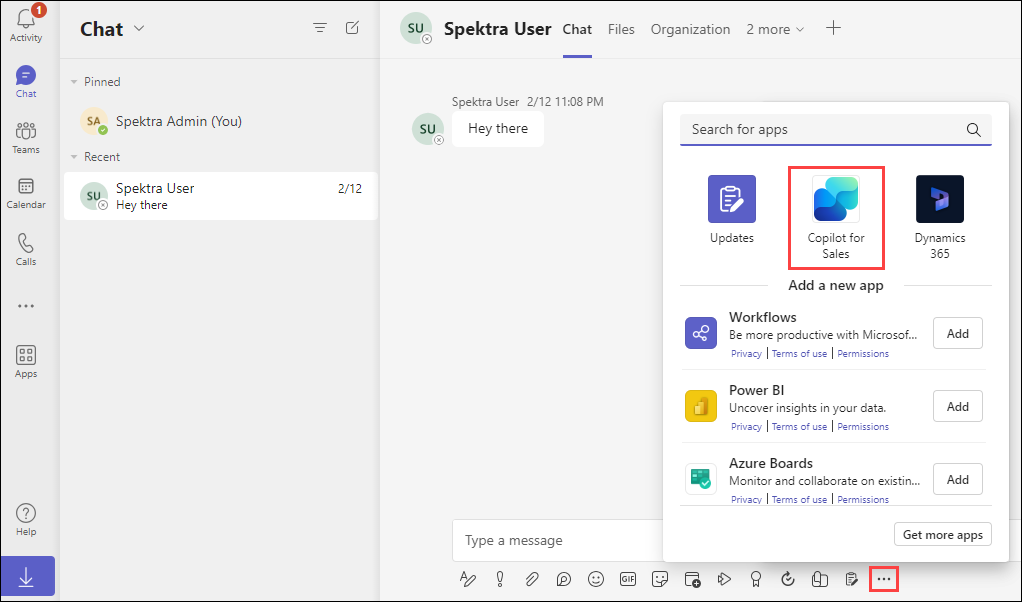 1
Activity
Chat
Teams
Calendar
Calls
Apps
Help
Chat
Pinned
SA
Spektra Admin (You)
Recent
SU
Spektra User
2/12
Hey there
SU
Spektra User
Chat
Files
Organization
2 more
Spektra User 2/12 11:08 PM
SU
Hey there
Search for apps
Updates
Copilot for
Sales
Dynamics
365
Add a new app
Workflows
Be more productive with Microsof...
Privacy | Terms of use | Permissions
Add
Power BI
Uncover insights in your data.
Privacy | Terms of use | Permissions
Add
Azure Boards
Monitor and collaborate on existin...
Privacy | Terms of use | Permissions
Add
Get more apps
Type a message
GIF